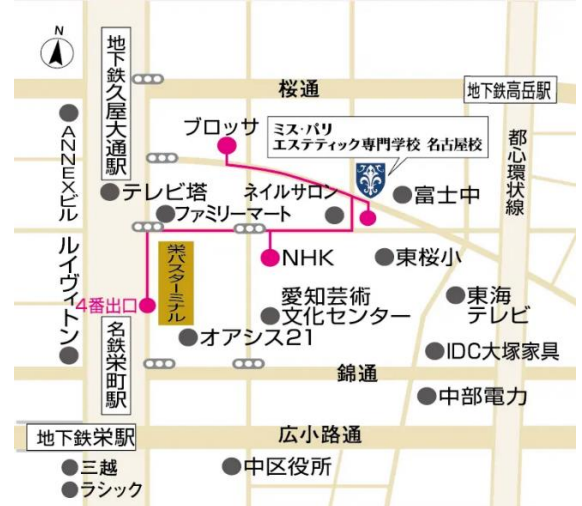 N
地下鉄久屋大通駅
桜通
地下鉄高岳駅
ブロッサ
ミス・パリ
エステティック専門学校 名古屋校
都心環状線
ANNEXビル
テレビ塔
ネイルサロン
富士中
ファミリーマート
ルイヴィトン
栄バスターミナル
NHK
東桜小
4番出口
愛知芸術
文化センター
東海
テレビ
名鉄栄町駅
オアシス21
IDC大塚家具
錦通
中部電力
地下鉄栄駅
広小路通
三越
中区役所
ラシック